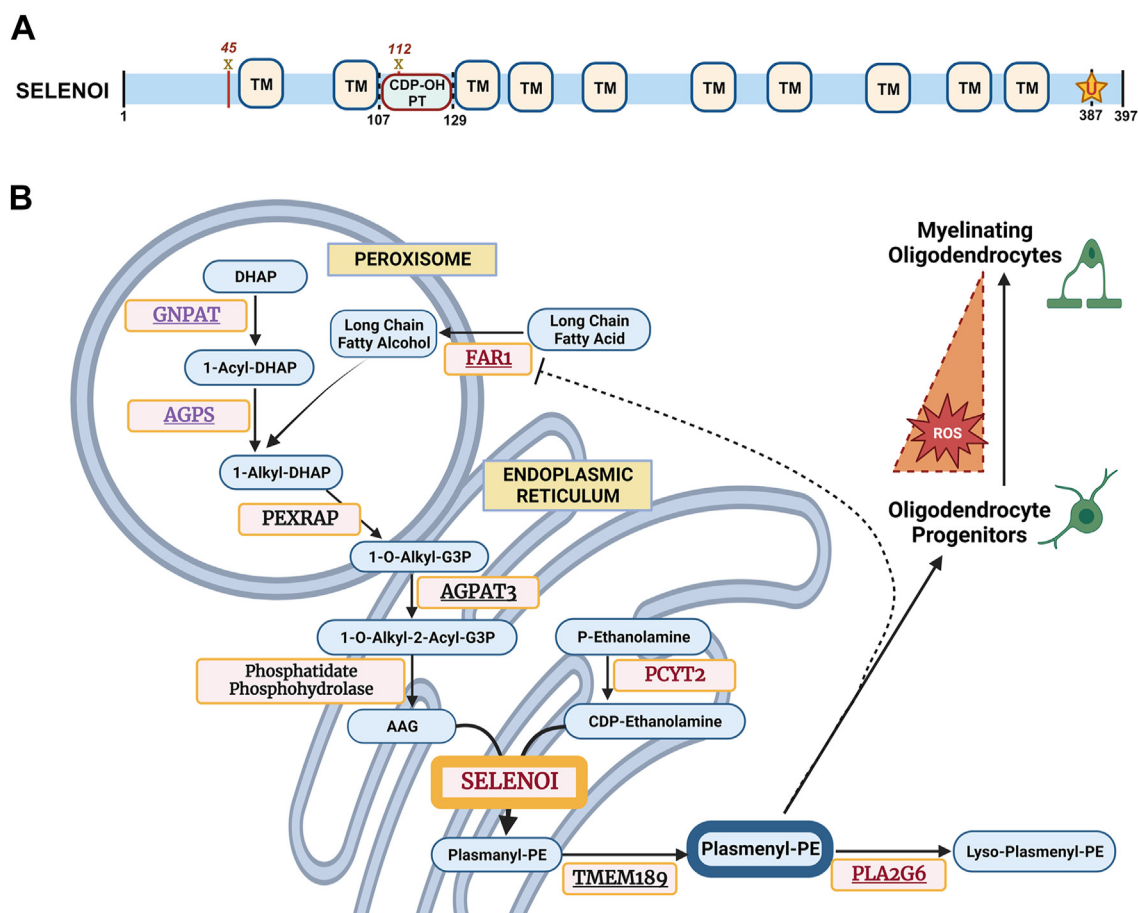 A
45
112
X
X
SELENOI
TM
TM
CDP-OH
PT
TM
TM
TM
TM
TM
TM
TM
TM
U
1
107
129
387
397
B
PEROXISOME
DHAP
GNPAT
Long Chain
Fatty Alcohol
Long Chain
Fatty Acid
FAR1
1-Acyl-DHAP
AGPS
1-Alkyl-DHAP
PEXRAP
ENDOPLASMIC
RETICULUM
1-O-Alkyl-G3P
AGPAT3
1-O-Alkyl-2-Acyl-G3P
P-Ethanolamine
Phosphatidate
Phosphohydrolase
PCYT2
AAG
CDP-Ethanolamine
SELENOI
Plasmanyl-PE
TMEM189
Plasmenyl-PE
PLA2G6
Lyso-Plasmenyl-PE
Myelinating
Oligodendrocytes
ROS
Oligodendrocyte
Progenitors